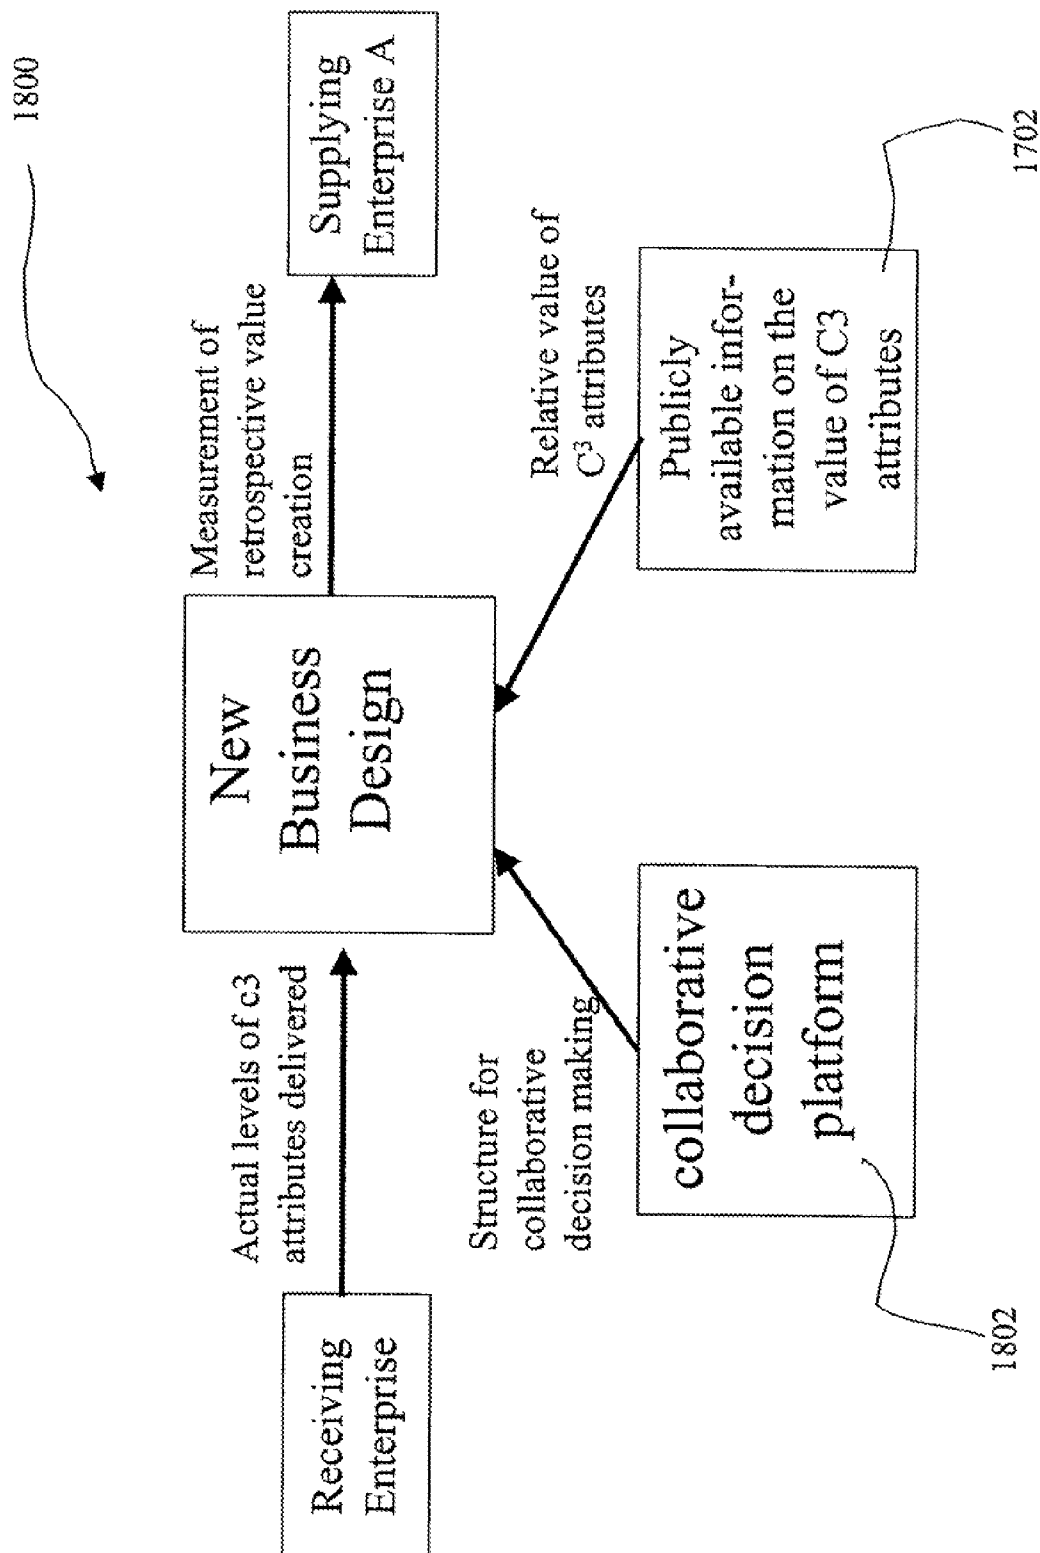 1800
Receiving
Enterprise
Actual levels of c3
attributes delivered
New
Business
Design
Measurement of
retrospective value
creation
Supplying
Enterprise A
Structure for
collaborative
decision making
Relative value of
C³ attributes
collaborative
decision
platform
Publicly
available infor-
mation on the
value of C3
attributes
1802
1702